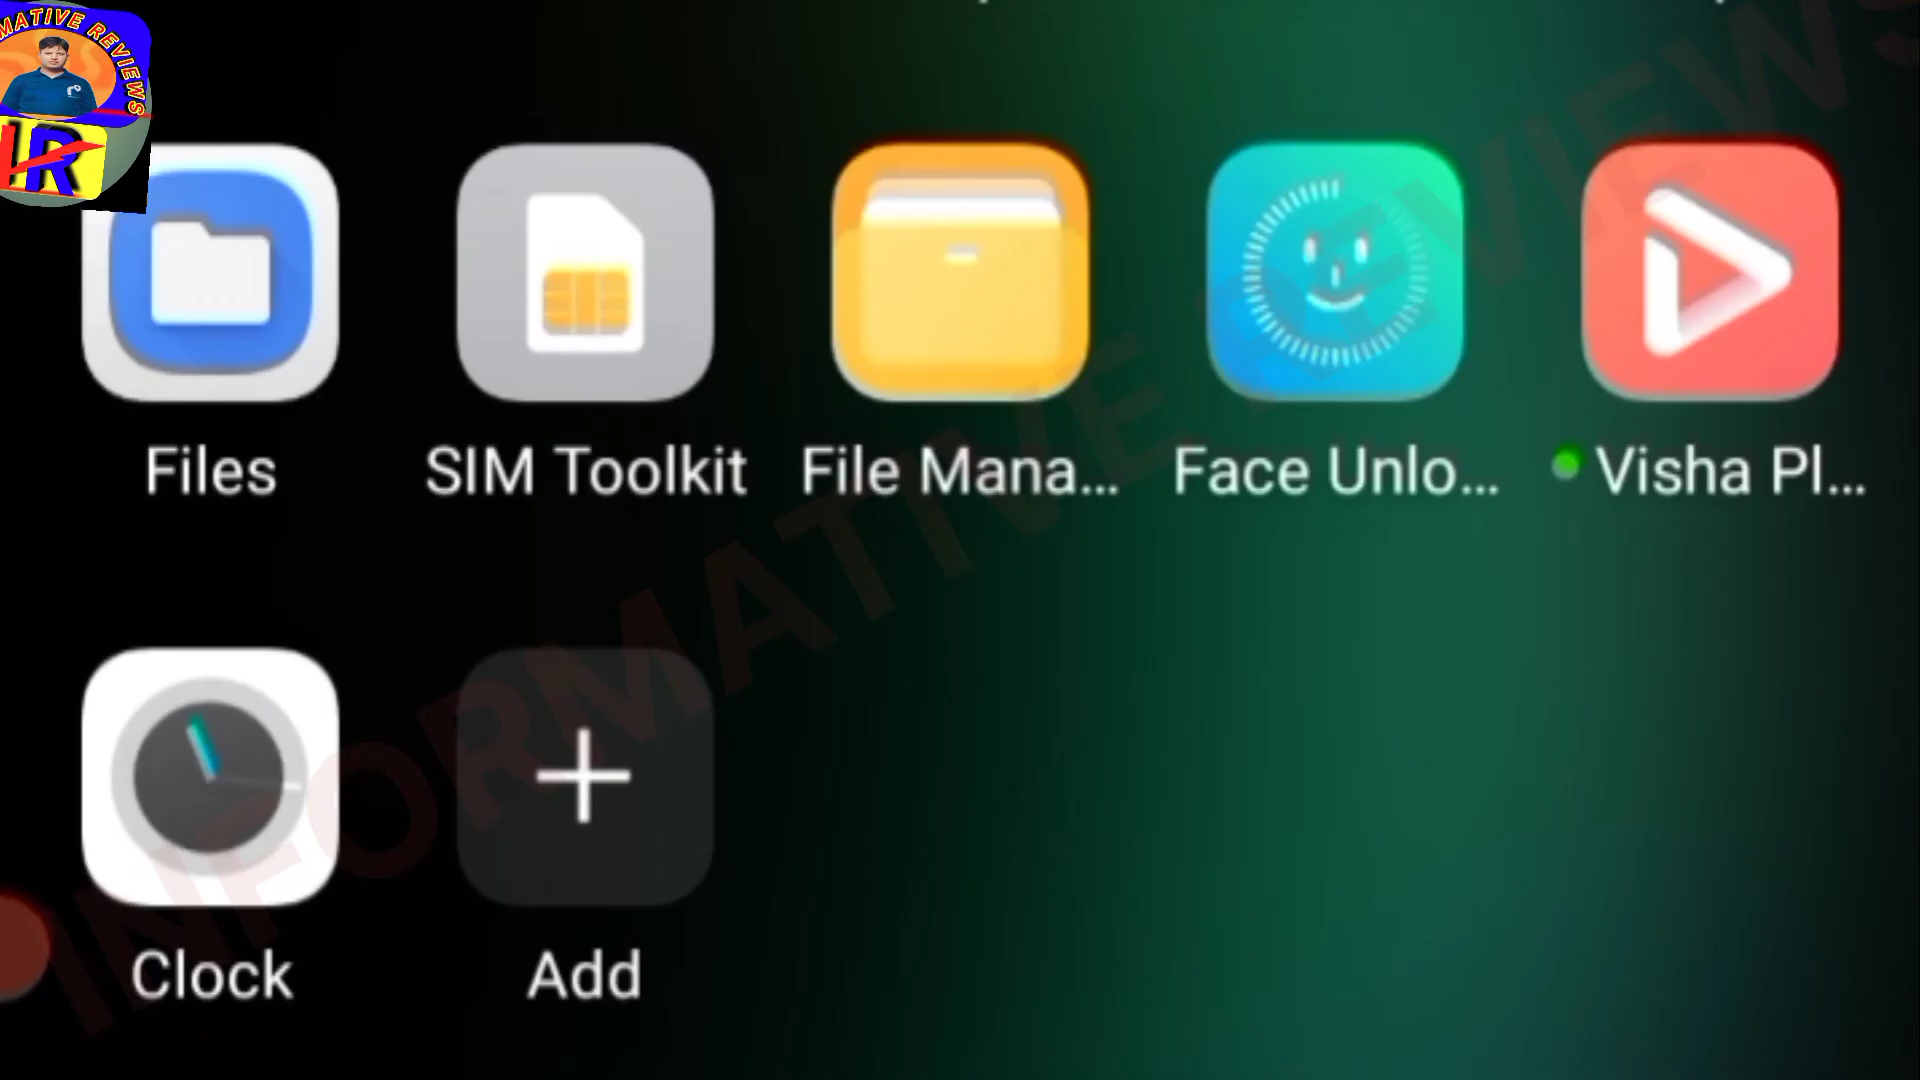 MATIVE REVIEWS
IR
Files SIM Toolkit File Mana... Face Unlo... Visha Pl...
Clock Add
INFORMATIVE REVIEWS